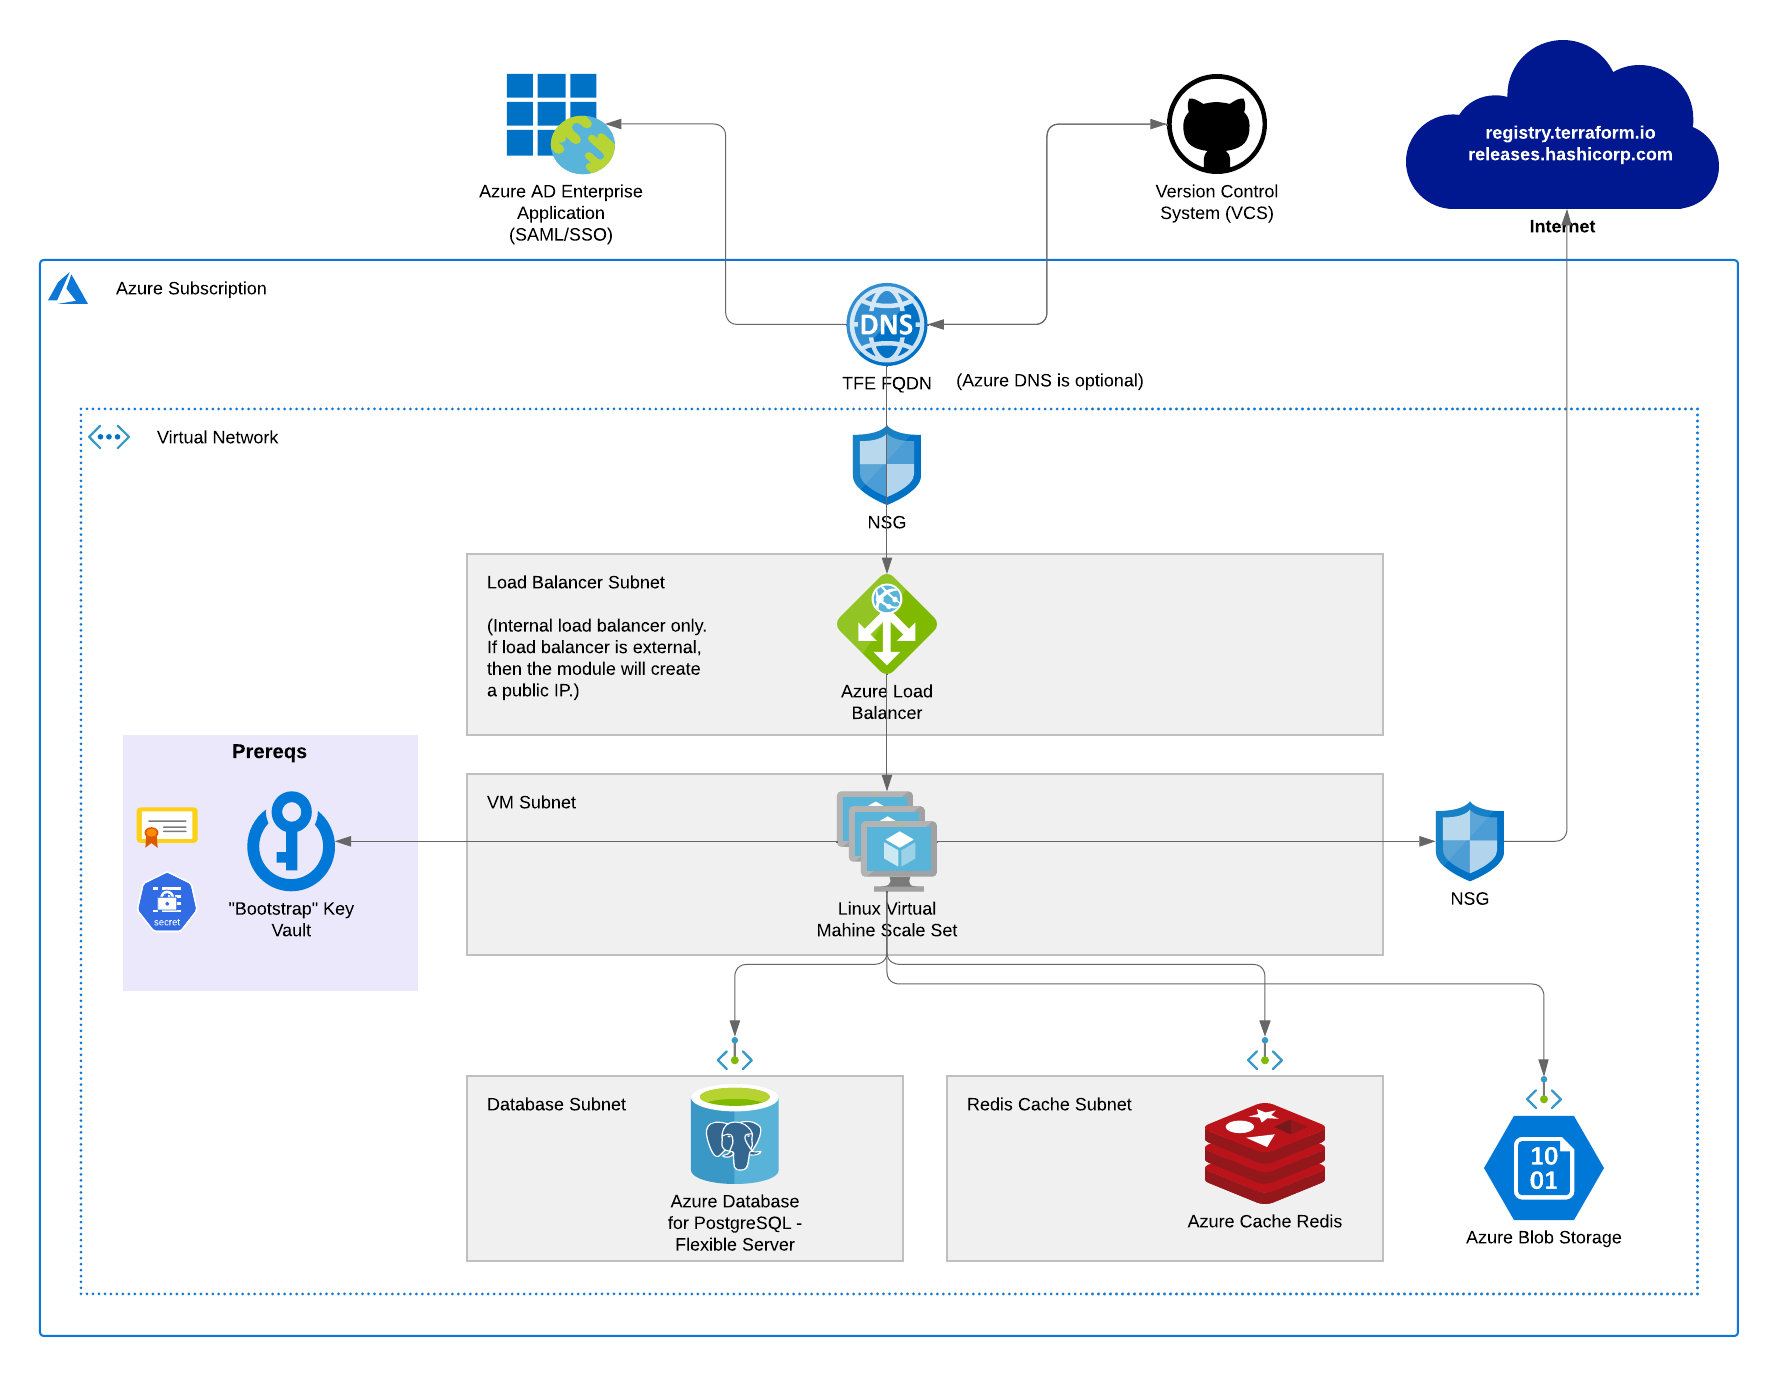 registry.terraform.io
releases.hashicorp.com
Azure AD Enterprise
Application
(SAML/SSO)
Version Control
System (VCS)
Internet
Azure Subscription
DNS
TFE FQDN
(Azure DNS is optional)
Virtual Network
NSG
Load Balancer Subnet
(Internal load balancer only.
If load balancer is external,
then the module will create
a public IP.)
Azure Load
Balancer
Prereqs
VM Subnet
secret
"Bootstrap" Key
Vault
Linux Virtual
Mahine Scale Set
NSG
Database Subnet
Azure Database
for PostgreSQL -
Flexible Server
Redis Cache Subnet
Azure Cache Redis
10
01
Azure Blob Storage